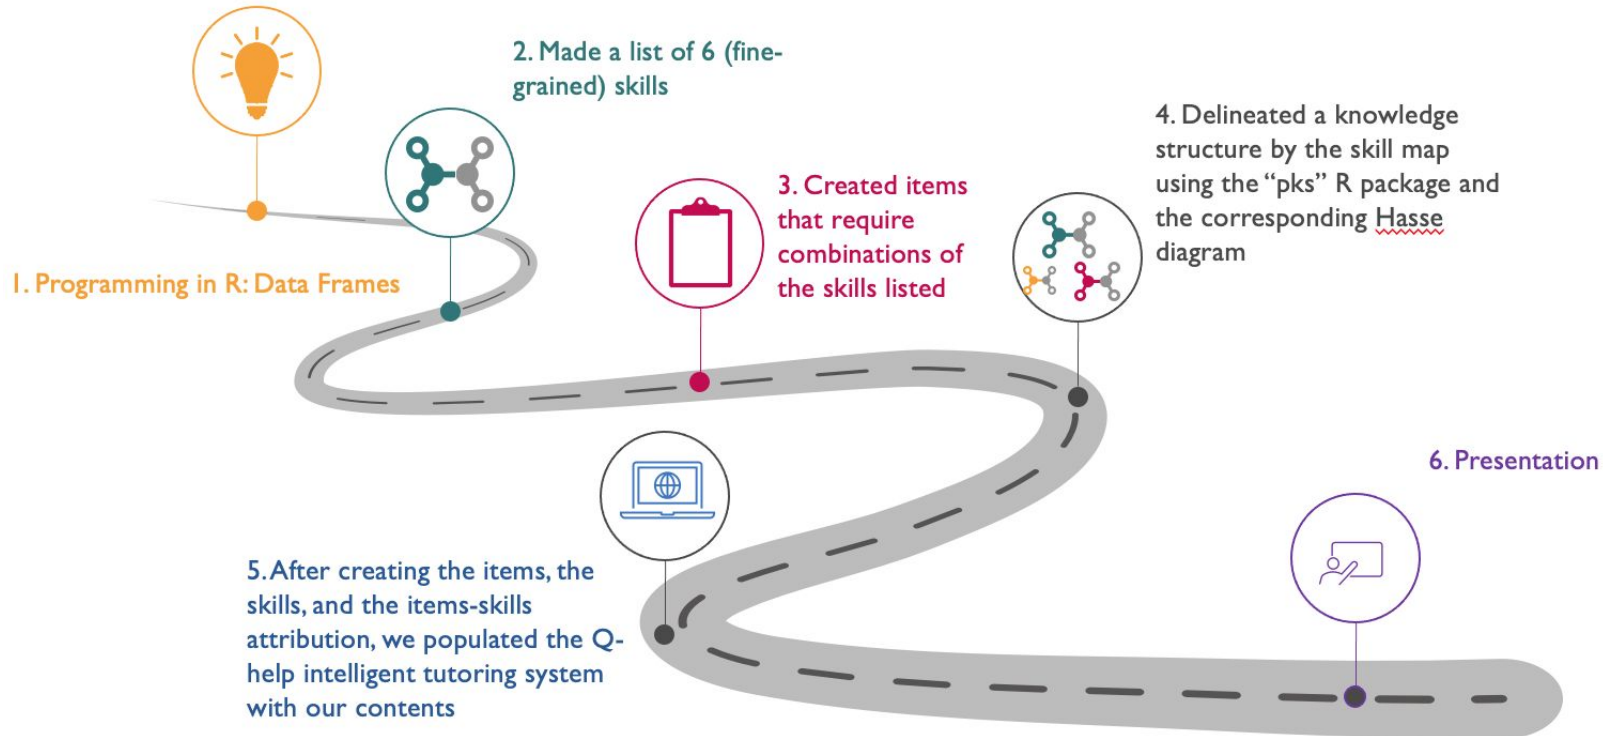 1. Programming in R: Data Frames
2. Made a list of 6 (fine-
grained) skills
3. Created items
that require
combinations of
the skills listed
4. Delineated a knowledge
structure by the skill map
using the “pks” R package and
the corresponding Hasse
diagram
5. After creating the items, the
skills, and the items-skills
attribution, we populated the Q-
help intelligent tutoring system
with our contents
6. Presentation